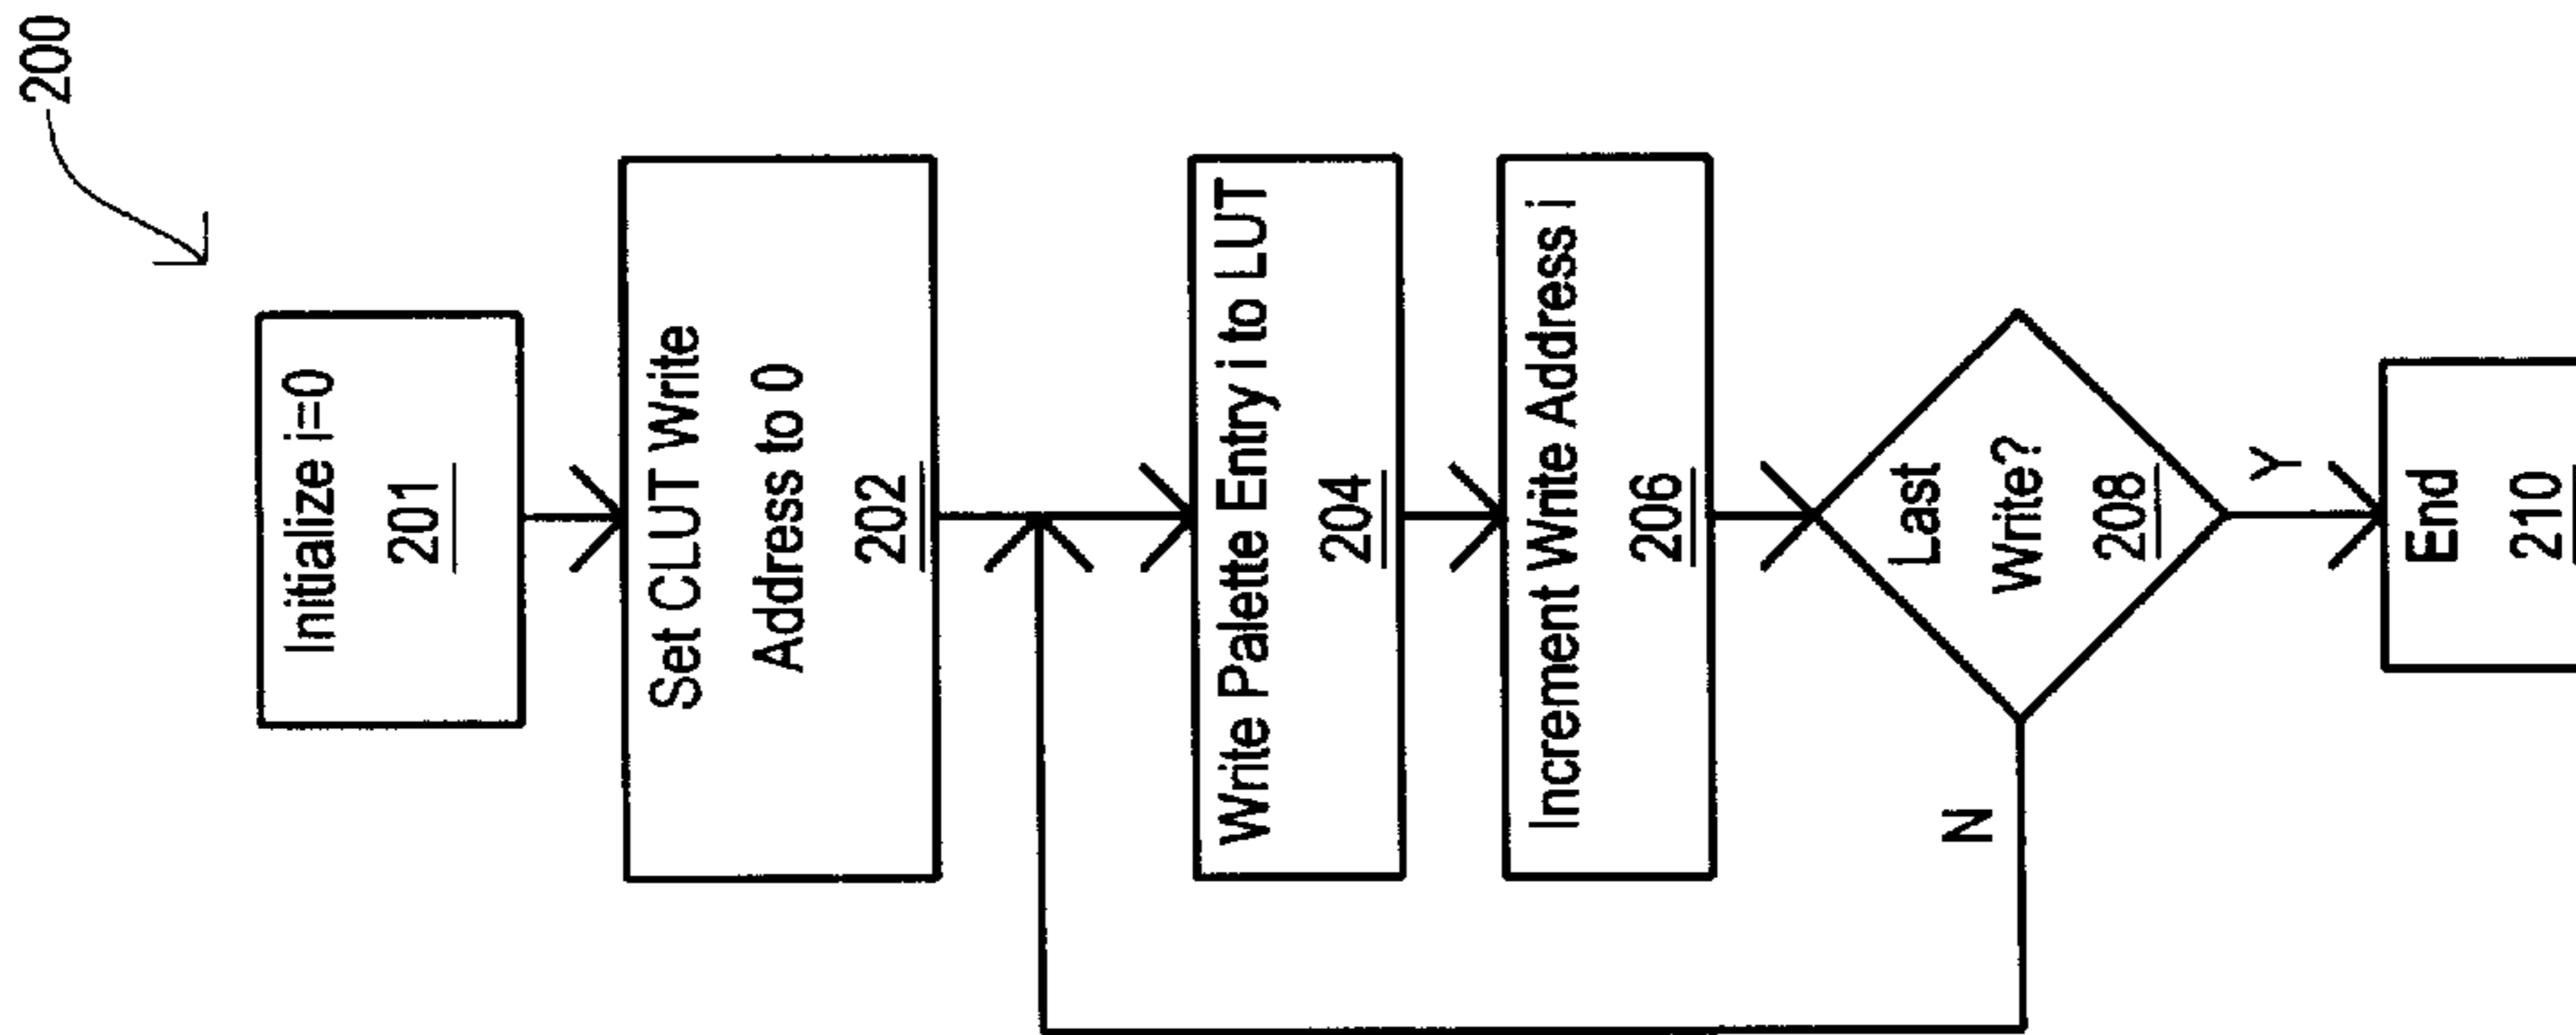 200
Initialize i=0
201
Set CLUT Write
Address to 0
202
Write Palette Entry i to LUT
204
Increment Write Address i
206
Last
Write?
208
N
Y
End
210